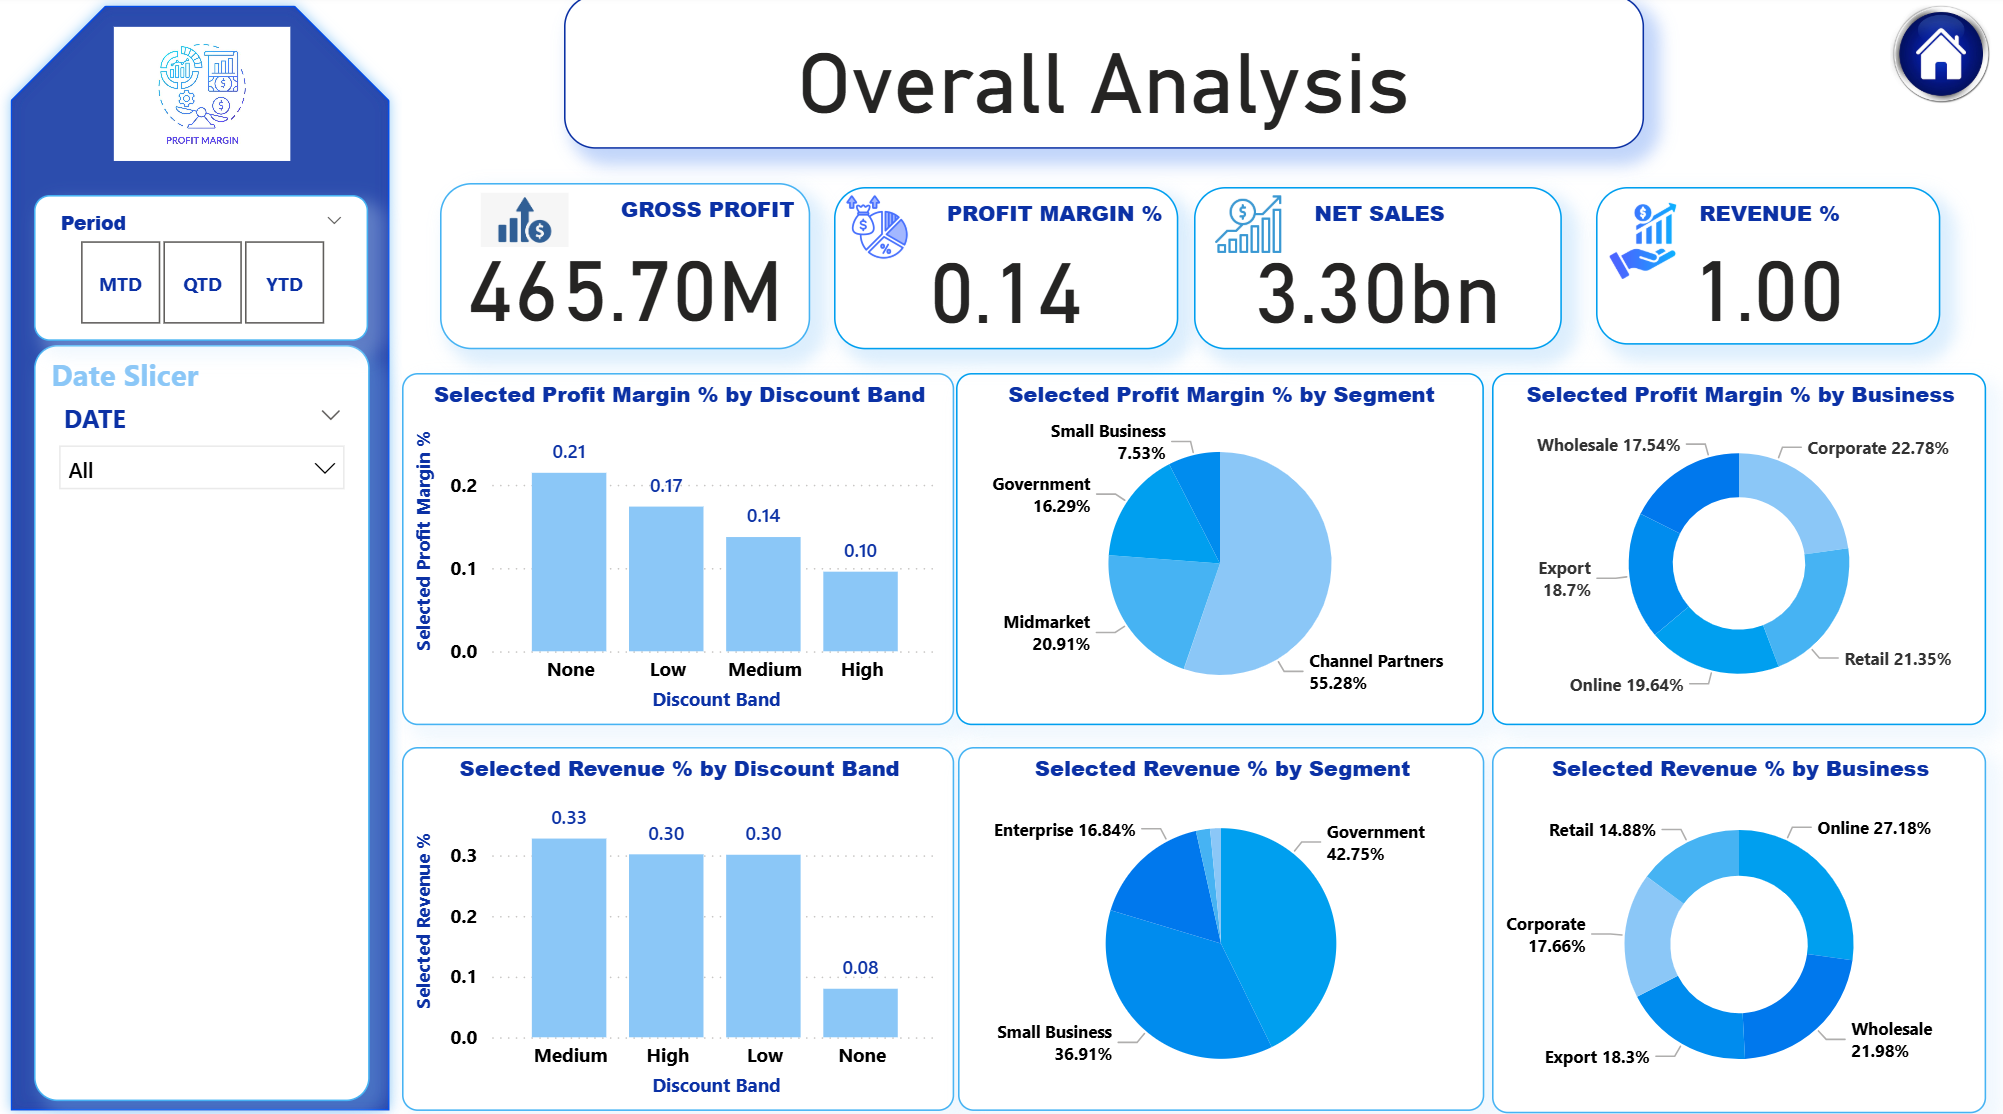 PROFIT MARGIN
Overall Analysis
Period
MTD QTD YTD
Date Slicer
DATE
All
GROSS PROFIT
465.70M
PROFIT MARGIN %
0.14
NET SALES
3.30bn
REVENUE %
1.00
Selected Profit Margin % by Discount Band
Selected Profit Margin %
0.2
0.1
0.0
0.21
0.17
0.14
0.10
None Low Medium High
Discount Band
Selected Profit Margin % by Segment
Small Business
7.53%
Government
16.29%
Midmarket
20.91%
Channel Partners
55.28%
Selected Profit Margin % by Business
Wholesale 17.54%
Corporate 22.78%
Export
18.7%
Retail 21.35%
Online 19.64%
Selected Revenue % by Discount Band
Selected Revenue %
0.3
0.2
0.1
0.0
0.33
0.30
0.30
0.08
Medium High Low None
Discount Band
Selected Revenue % by Segment
Enterprise 16.84%
Government
42.75%
Small Business
36.91%
Selected Revenue % by Business
Retail 14.88%
Online 27.18%
Corporate
17.66%
Wholesale
21.98%
Export 18.3%